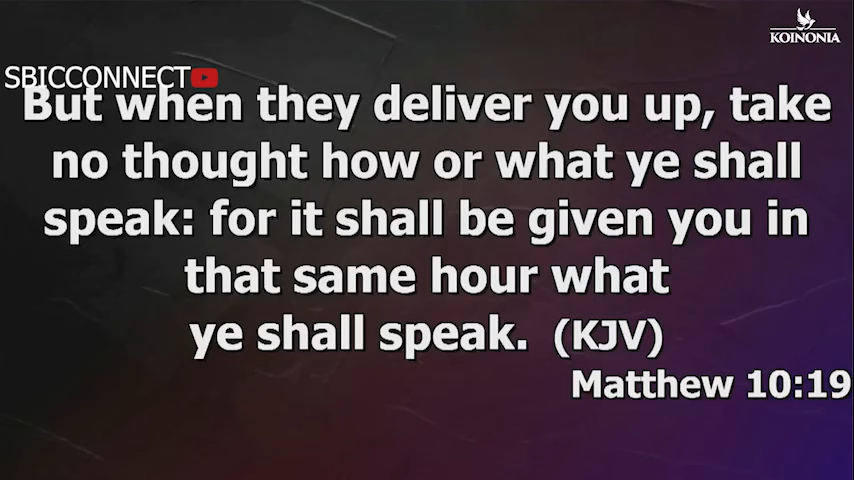 KOINONIA
SBICCONNECT
But when they deliver you up, take
no thought how or what ye shall
speak: for it shall be given you in
that same hour what
ye shall speak. (KJV)
Matthew 10:19